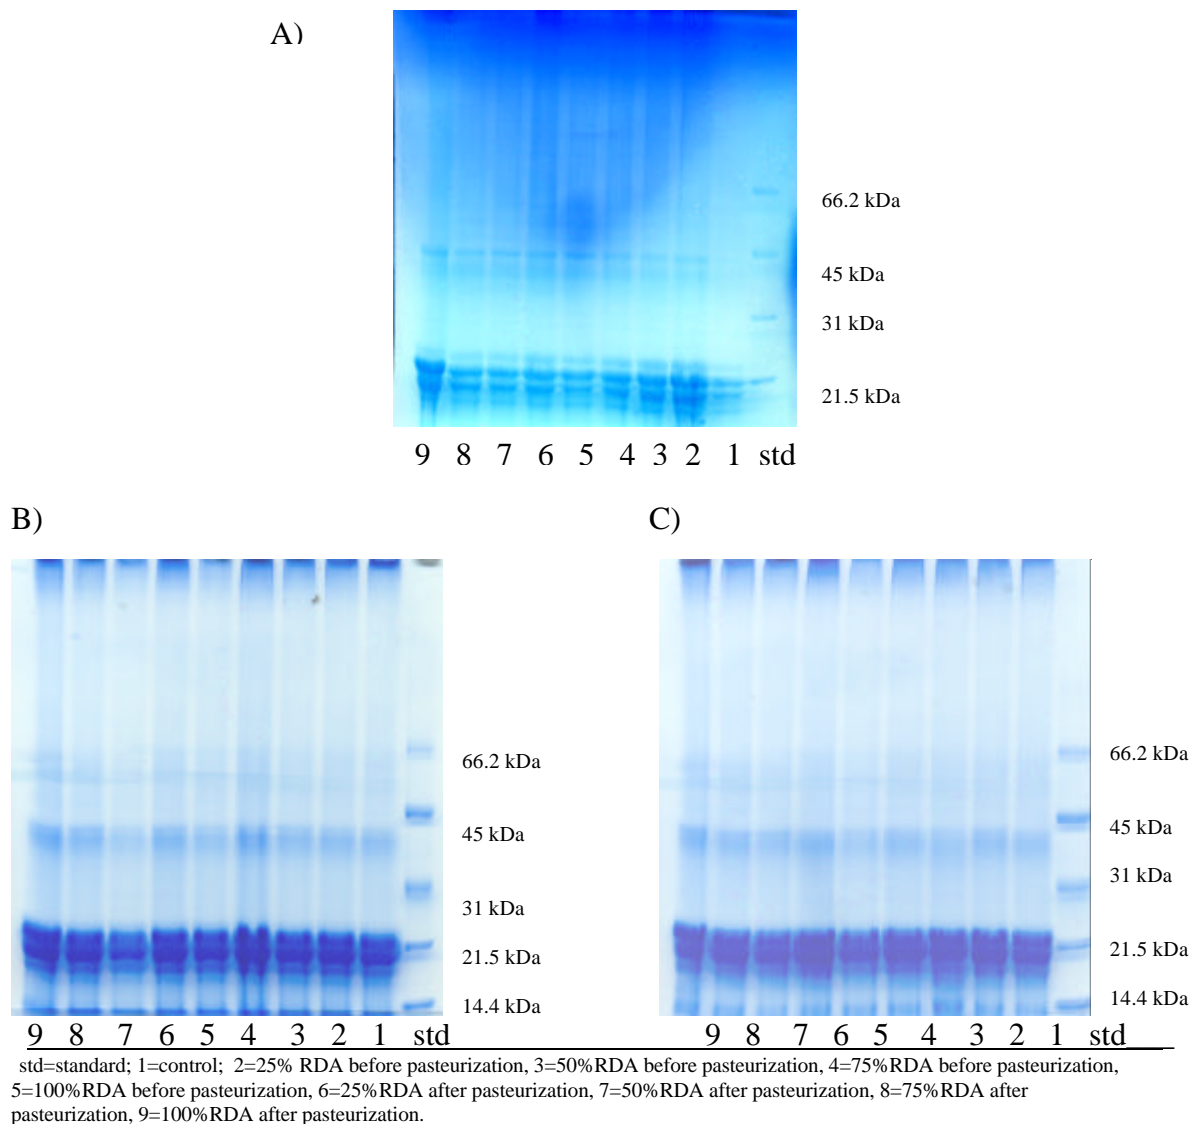 A)
66.2 kDa
45 kDa
31 kDa
21.5 kDa
9 8 7 6 5 4 3 2 1 std
B) C)
66.2 kDa
45 kDa
31 kDa
21.5 kDa
14.4 kDa
9 8 7 6 5 4 3 2 1 std
66.2 kDa
45 kDa
31 kDa
21.5 kDa
14.4 kDa
9 8 7 6 5 4 3 2 1 std
std=standard; 1=control; 2=25% RDA before pasteurization, 3=50%RDA before pasteurization, 4=75%RDA before pasteurization,
5=100%RDA before pasteurization, 6=25%RDA after pasteurization, 7=50%RDA after pasteurization, 8=75%RDA after
pasteurization, 9=100%RDA after pasteurization.